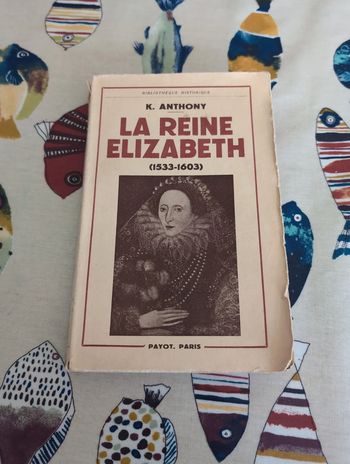 BIBLIOTHÈQUE HISTORIQUE
K. ANTHONY
LA REINE
ELIZABETH
(1533-1603)
PAYOT, PARIS